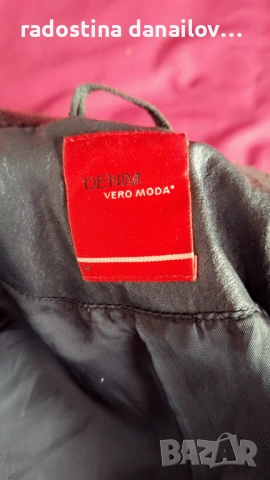 radostina danailov...
DENIM
VERO MODA
BAZAR